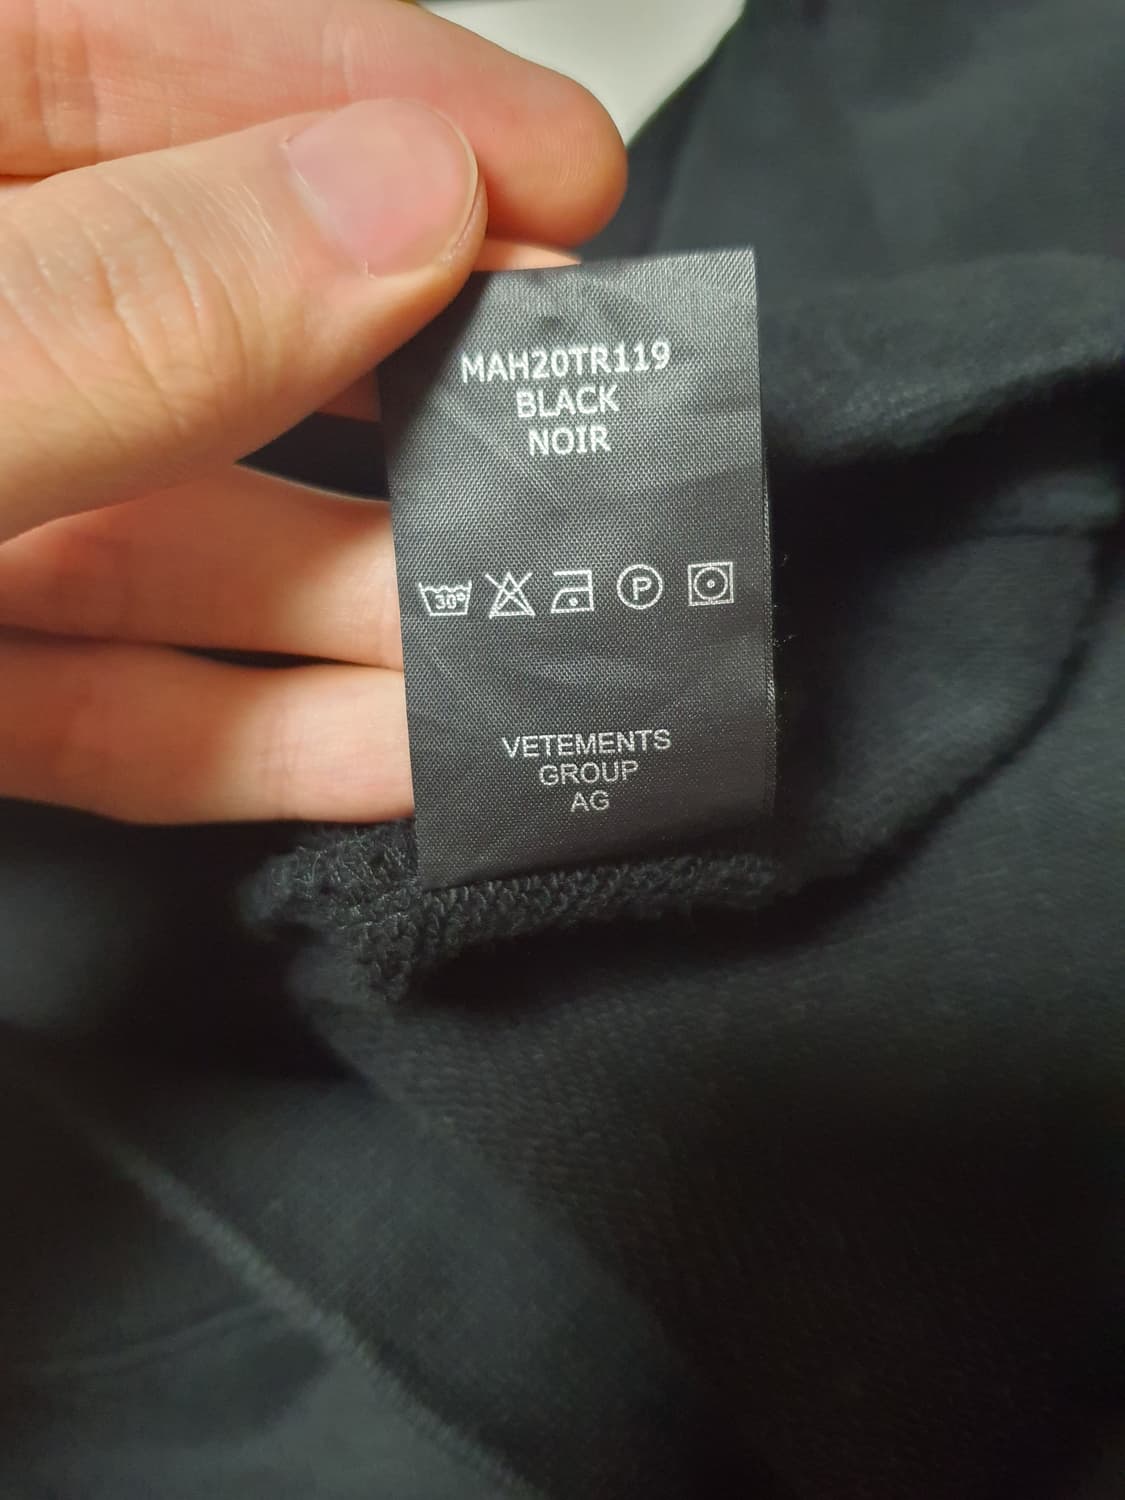 MAH20TR119
BLACK
NOIR
30°
P
VETEMENTS
GROUP
AG